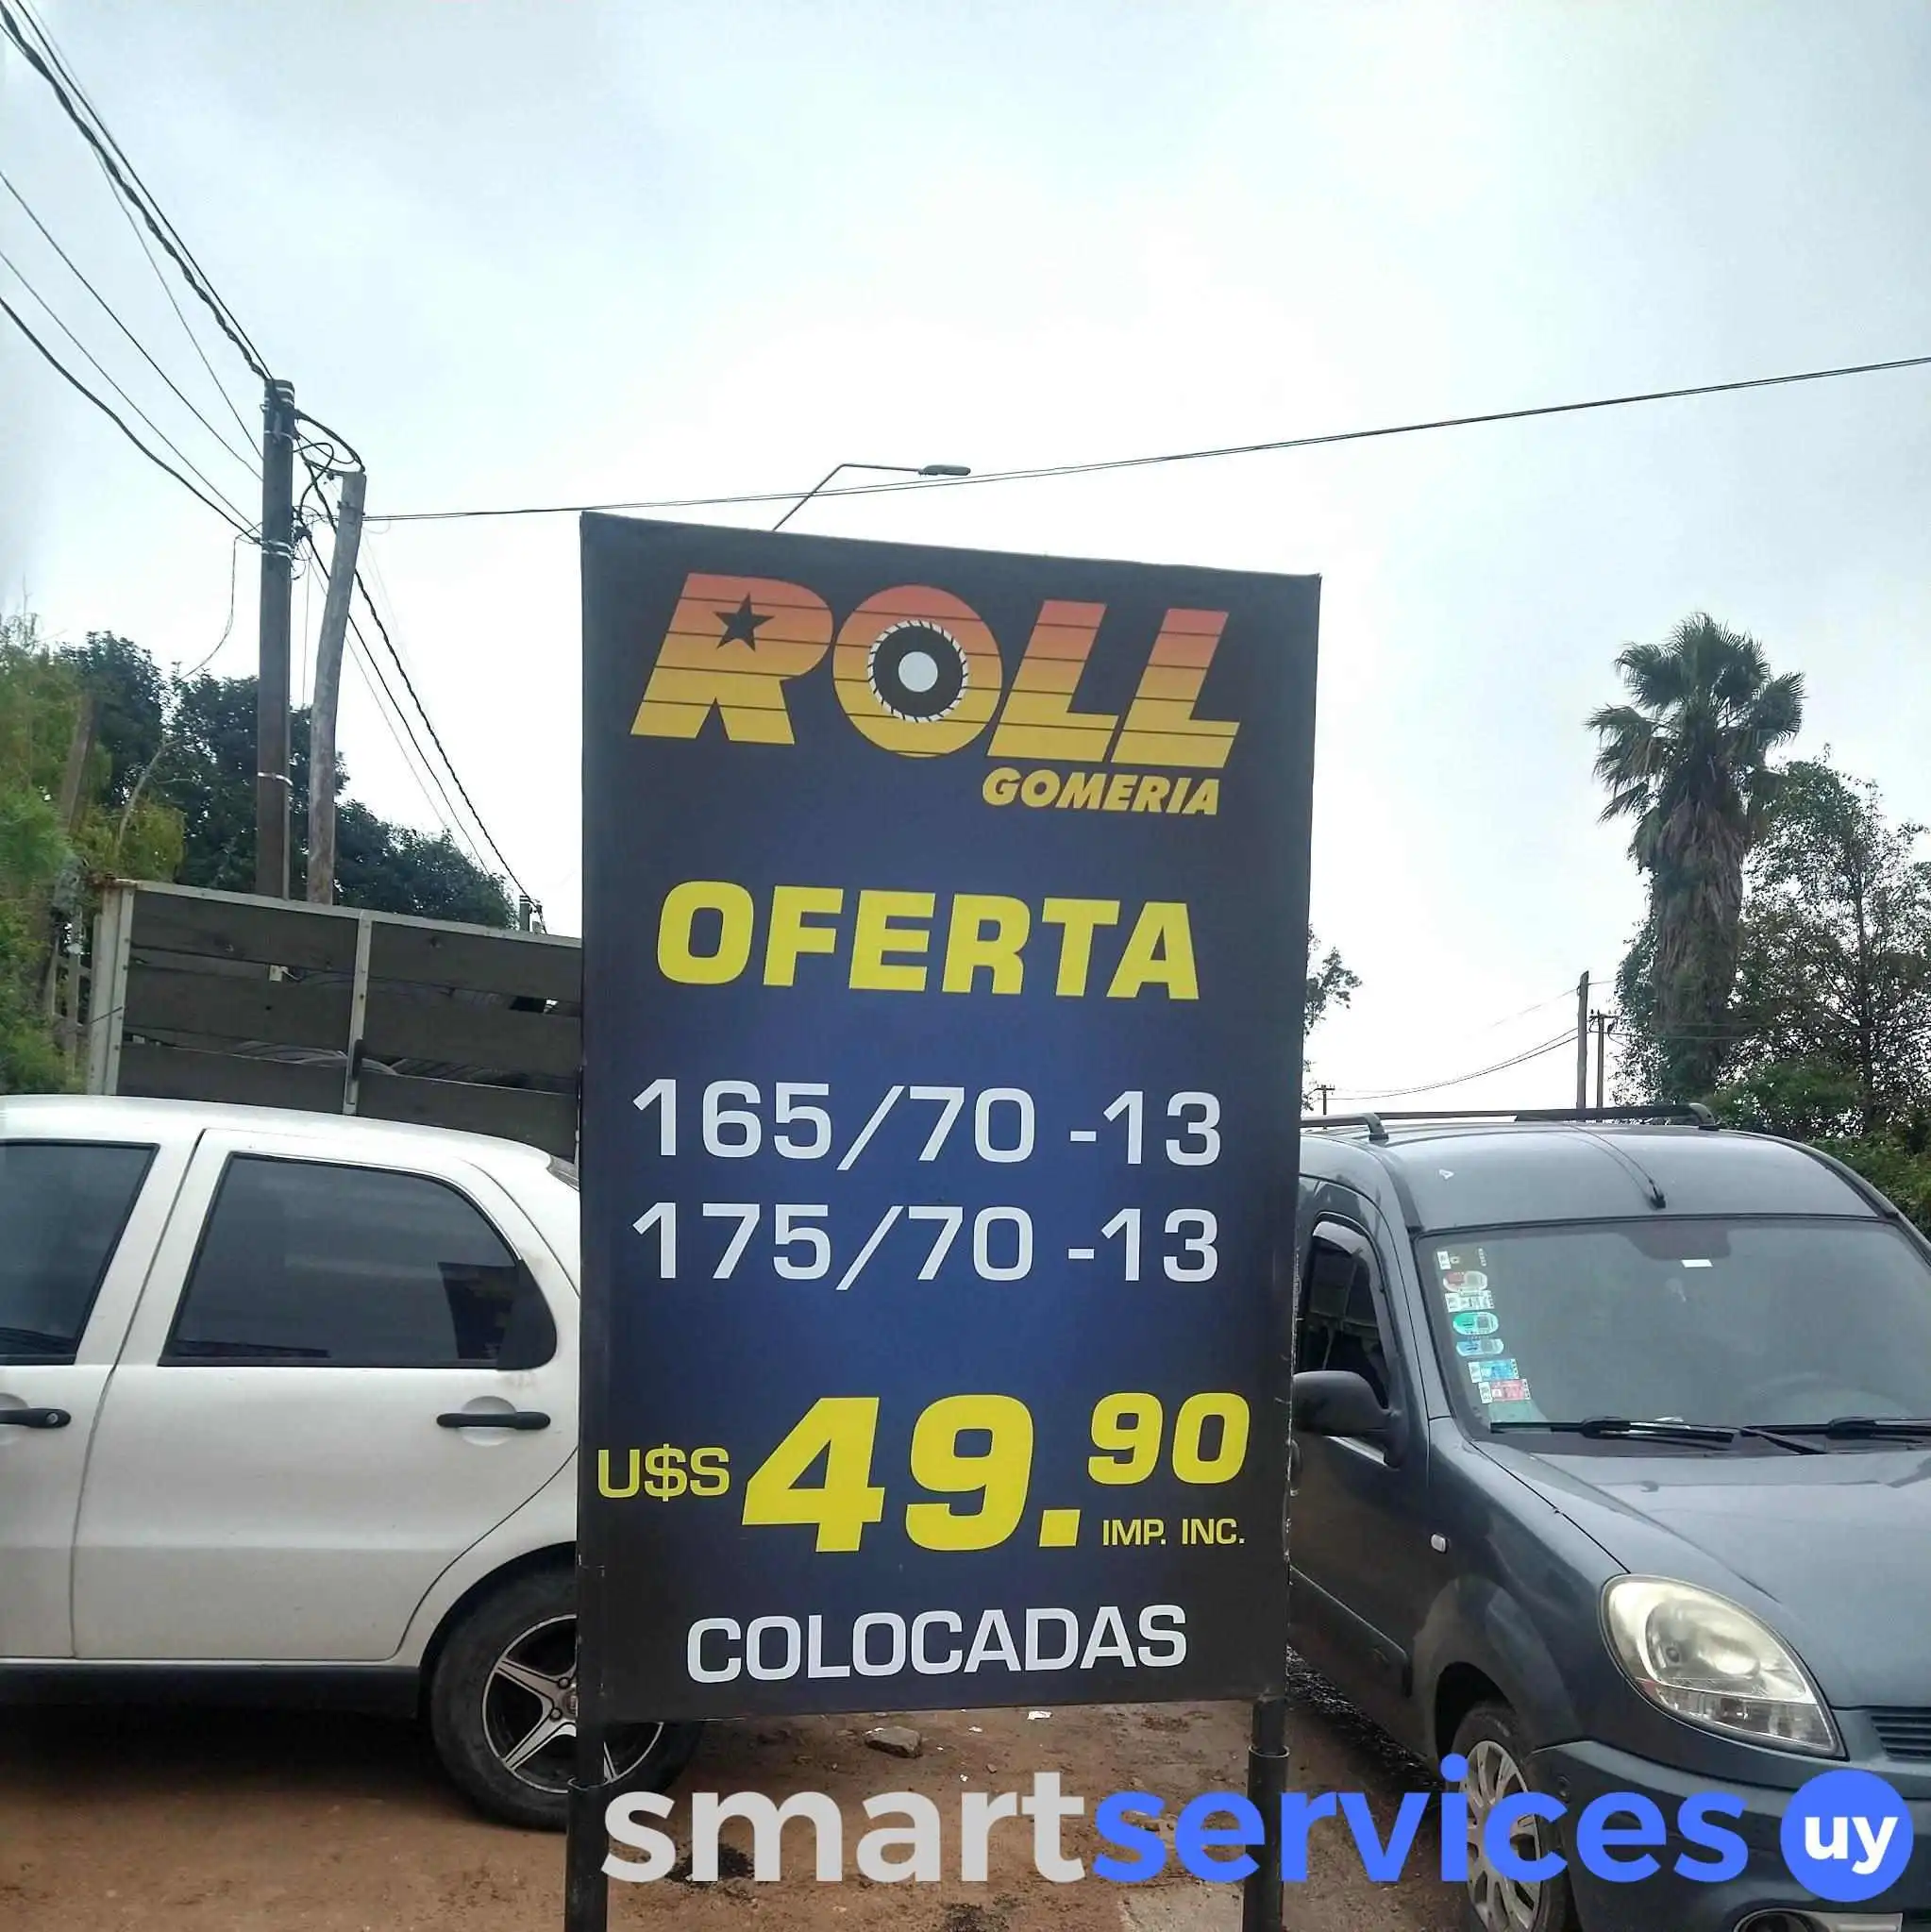 ROLL
GOMERIA
OFERTA
165/70 -13
175/70 -13
U$S 49.90
IMP. INC.
COLOCADAS
smartservices uy